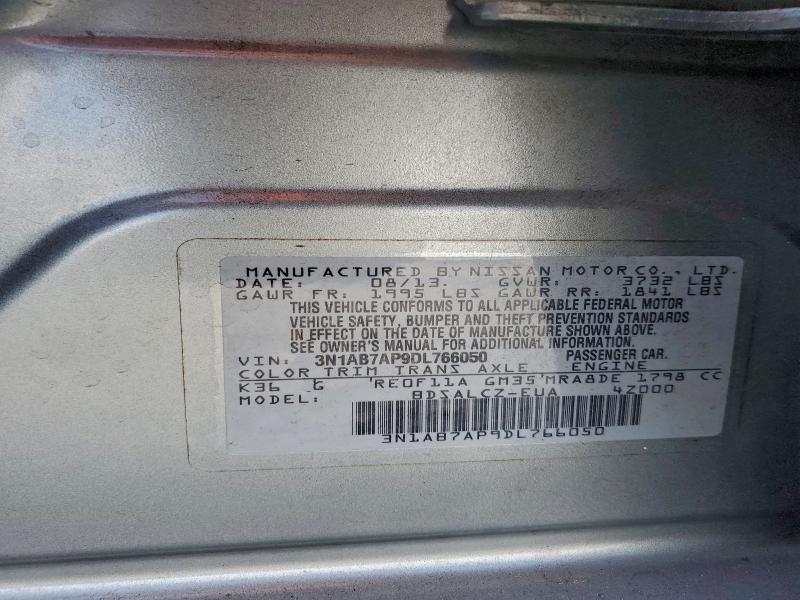 MANUFACTURED BY NISSAN MOTOR CO., LTD.
DATE: 08/13. GVWR: 3732 LBS
GAWR FR: 1995 LBS GAWR RR: 1841 LBS
THIS VEHICLE CONFORMS TO ALL APPLICABLE FEDERAL MOTOR
VEHICLE SAFETY, BUMPER AND THEFT PREVENTION STANDARDS
IN EFFECT ON THE DATE OF MANUFACTURE SHOWN ABOVE.
SEE OWNER'S MANUAL FOR ADDITIONAL INFORMATION.
VIN: 3N1AB7AP9DL766050 PASSENGER CAR.
COLOR TRIM TRANS AXLE ENGINE
K36 G 'RE0F11A GM35'MRA8DE 1798 CC
MODEL: BDSALCZ-EUA 4Z000
3N1AB7AP9DL766050